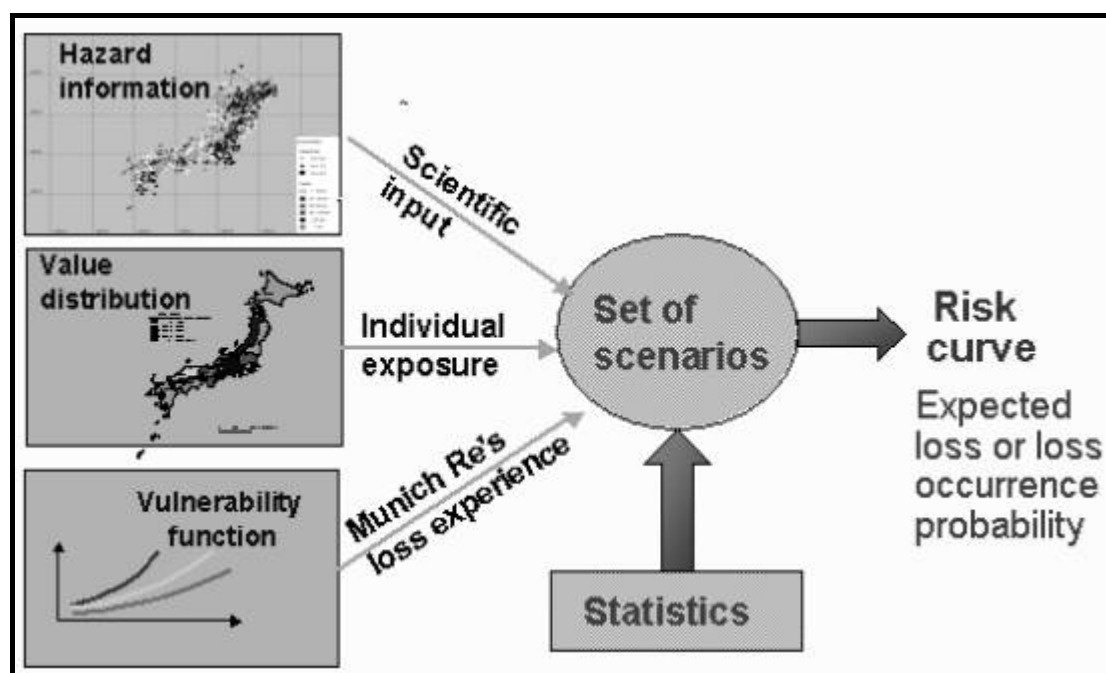 Hazard
information
Scientific
input
Value
distribution
Individual
exposure
Vulnerability
function
Munich Re's
loss experience
Set of
scenarios
Statistics
Risk
curve
Expected
loss or loss
occurrence
probability